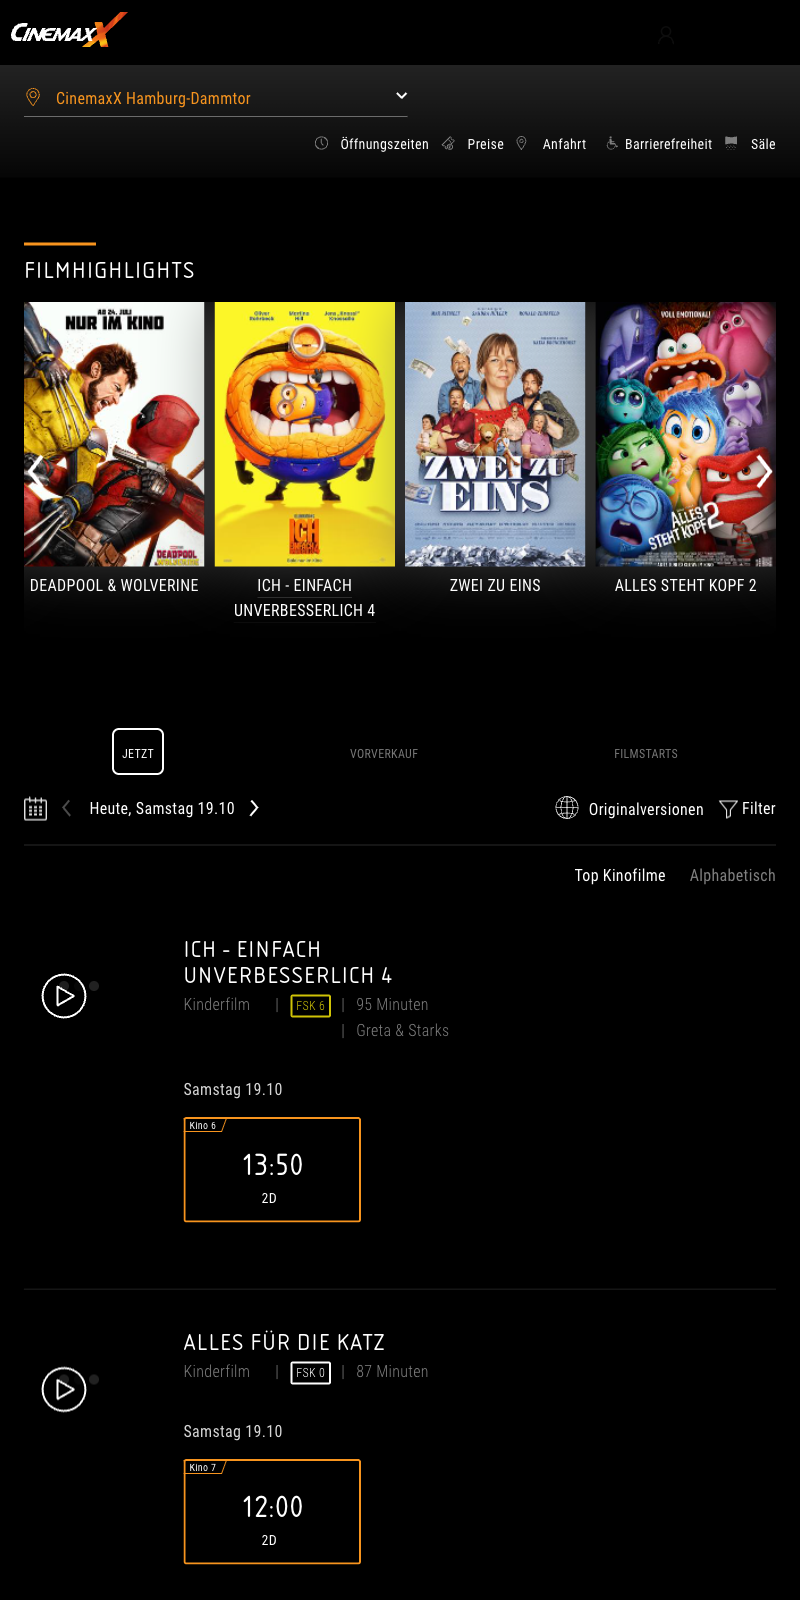 CINEMAXX
CinemaxX Hamburg-Dammtor
Öffnungszeiten Preise Anfahrt Barrierefreiheit Säle
FILMHIGHLIGHTS
AB 24. JULI
NUR IM KINO
DEADPOOL
Oliver Martina
Hill
ICH
ZWEI ZU
EINS
VOLL EMOTIONAL!
ALLES
STEHT KOPF 2
DEADPOOL & WOLVERINE
ICH - EINFACH
UNVERBESSERLICH 4
ZWEI ZU EINS
ALLES STEHT KOPF 2
JETZT VORVERKAUF FILMSTARTS
Heute, Samstag 19.10 Originalversionen Filter
Top Kinofilme Alphabetisch
ICH - EINFACH
UNVERBESSERLICH 4
Kinderfilm | FSK 6 | 95 Minuten
| Greta & Starks
Samstag 19.10
Kino 6
13:50
2D
ALLES FÜR DIE KATZ
Kinderfilm | FSK 0 | 87 Minuten
Samstag 19.10
Kino 7
12:00
2D